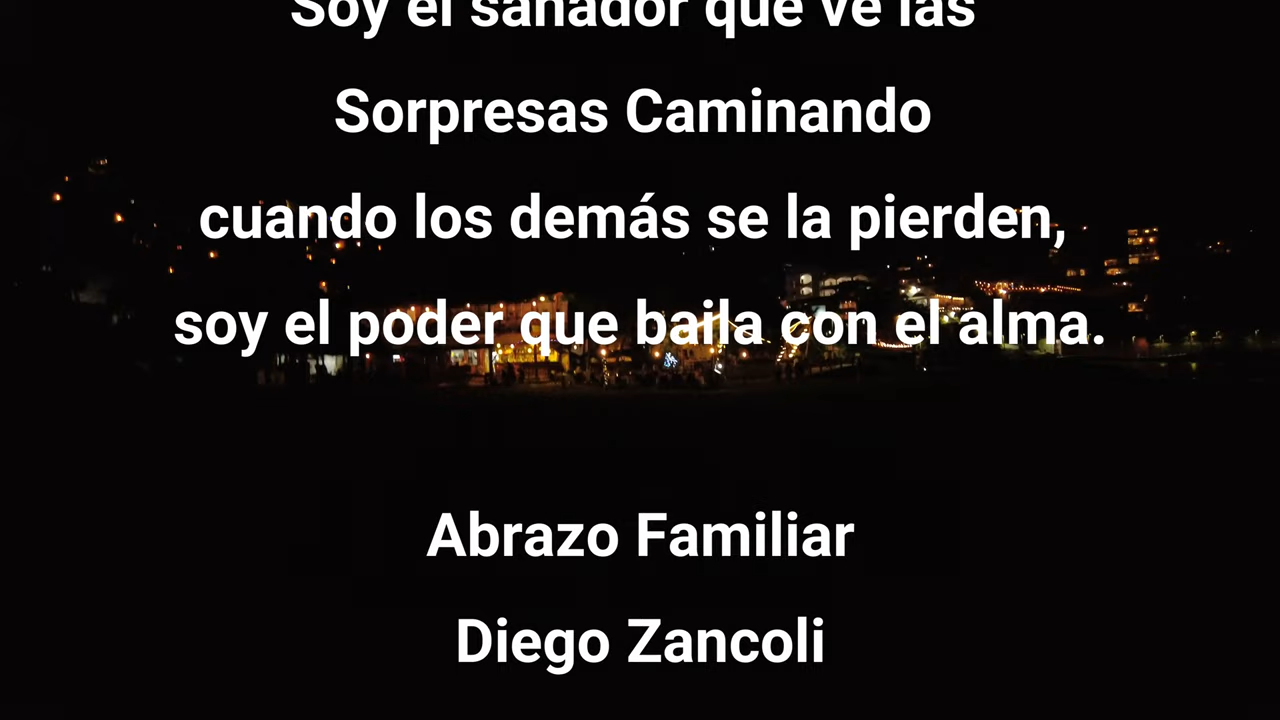 Soy el sanador que ve las
Sorpresas Caminando
cuando los demás se la pierden,
soy el poder que baila con el alma.
Abrazo Familiar
Diego Zancoli